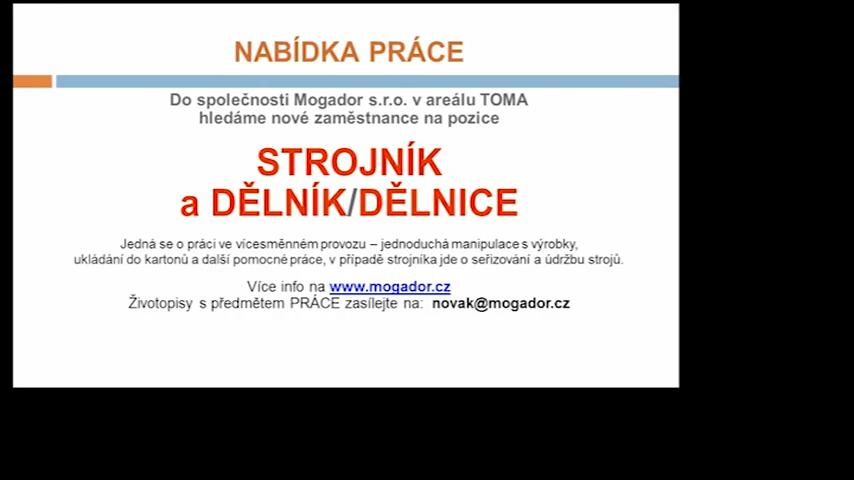 NABÍDKA PRÁCE
Do společnosti Mogador s.r.o. v areálu TOMA
hledáme nové zaměstnance na pozice
STROJNÍK
a DĚLNÍK/DĚLNICE
Jedná se o práci ve vícesměnném provozu – jednoduchá manipulace s výrobky,
ukládání do kartonů a další pomocné práce, v případě strojníka jde o seřizování a údržbu strojů.
Více info na www.mogador.cz
Životopisy s předmětem PRÁCE zasílejte na: novak@mogador.cz